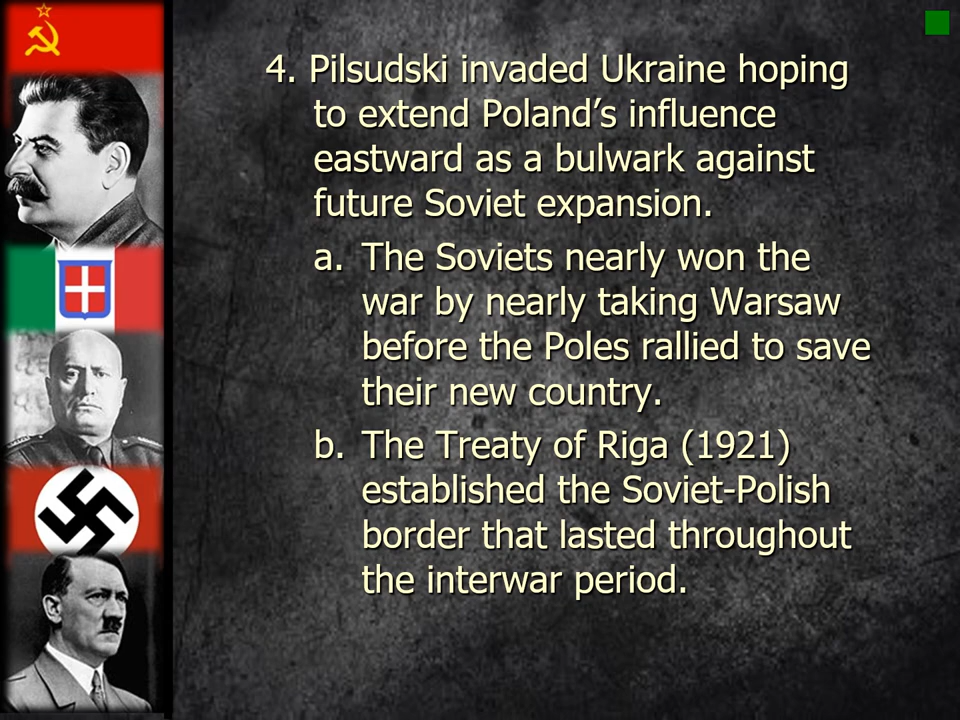 4. Pilsudski invaded Ukraine hoping
to extend Poland’s influence
eastward as a bulwark against
future Soviet expansion.
a. The Soviets nearly won the
war by nearly taking Warsaw
before the Poles rallied to save
their new country.
b. The Treaty of Riga (1921)
established the Soviet-Polish
border that lasted throughout
the interwar period.